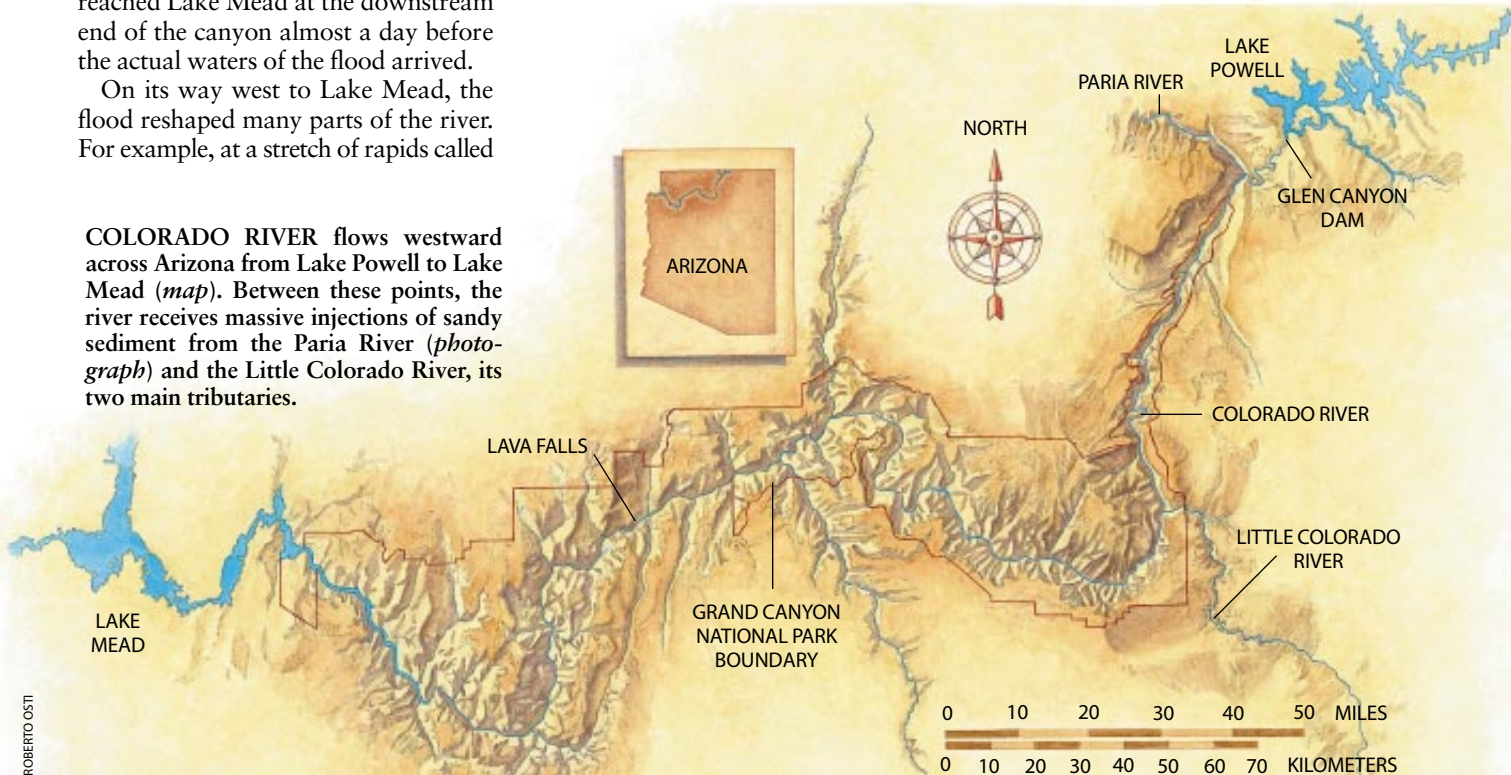 reached Lake Mead at the downstream
end of the canyon almost a day before
the actual waters of the flood arrived.
On its way west to Lake Mead, the
flood reshaped many parts of the river.
For example, at a stretch of rapids called
COLORADO RIVER flows westward
across Arizona from Lake Powell to Lake
Mead (map). Between these points, the
river receives massive injections of sandy
sediment from the Paria River (photo-
graph) and the Little Colorado River, its
two main tributaries.
LAKE
POWELL
PARIA RIVER
NORTH
GLEN CANYON
DAM
ARIZONA
COLORADO RIVER
LAVA FALLS
LITTLE COLORADO
RIVER
LAKE
MEAD
GRAND CANYON
NATIONAL PARK
BOUNDARY
0 10 20 30 40 50 MILES
0 10 20 30 40 50 60 70 KILOMETERS
ROBERTO OSTI